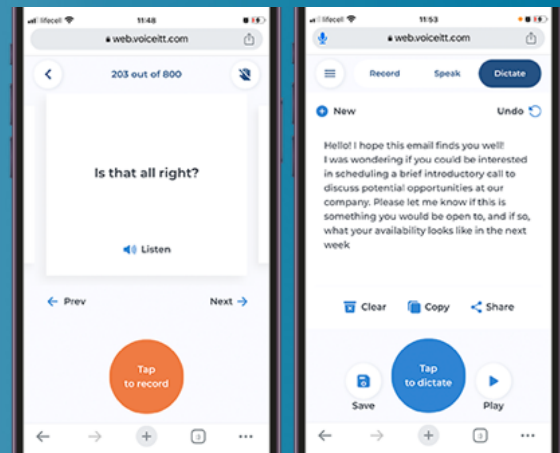 lifecell
11:48
web.voiceitt.com
203 out of 800
Is that all right?
Listen
Prev
Next
Tap
to record
3
lifecell
11:53
web.voiceitt.com
Record
Speak
Dictate
New
Undo
Hello! I hope this email finds you well!
I was wondering if you could be interested
in scheduling a brief introductory call to
discuss potential opportunities at our
company. Please let me know if this is
something you would be open to, and if so,
what your availability looks like in the next
week
Clear
Copy
Share
Tap
to dictate
Save
Play
3